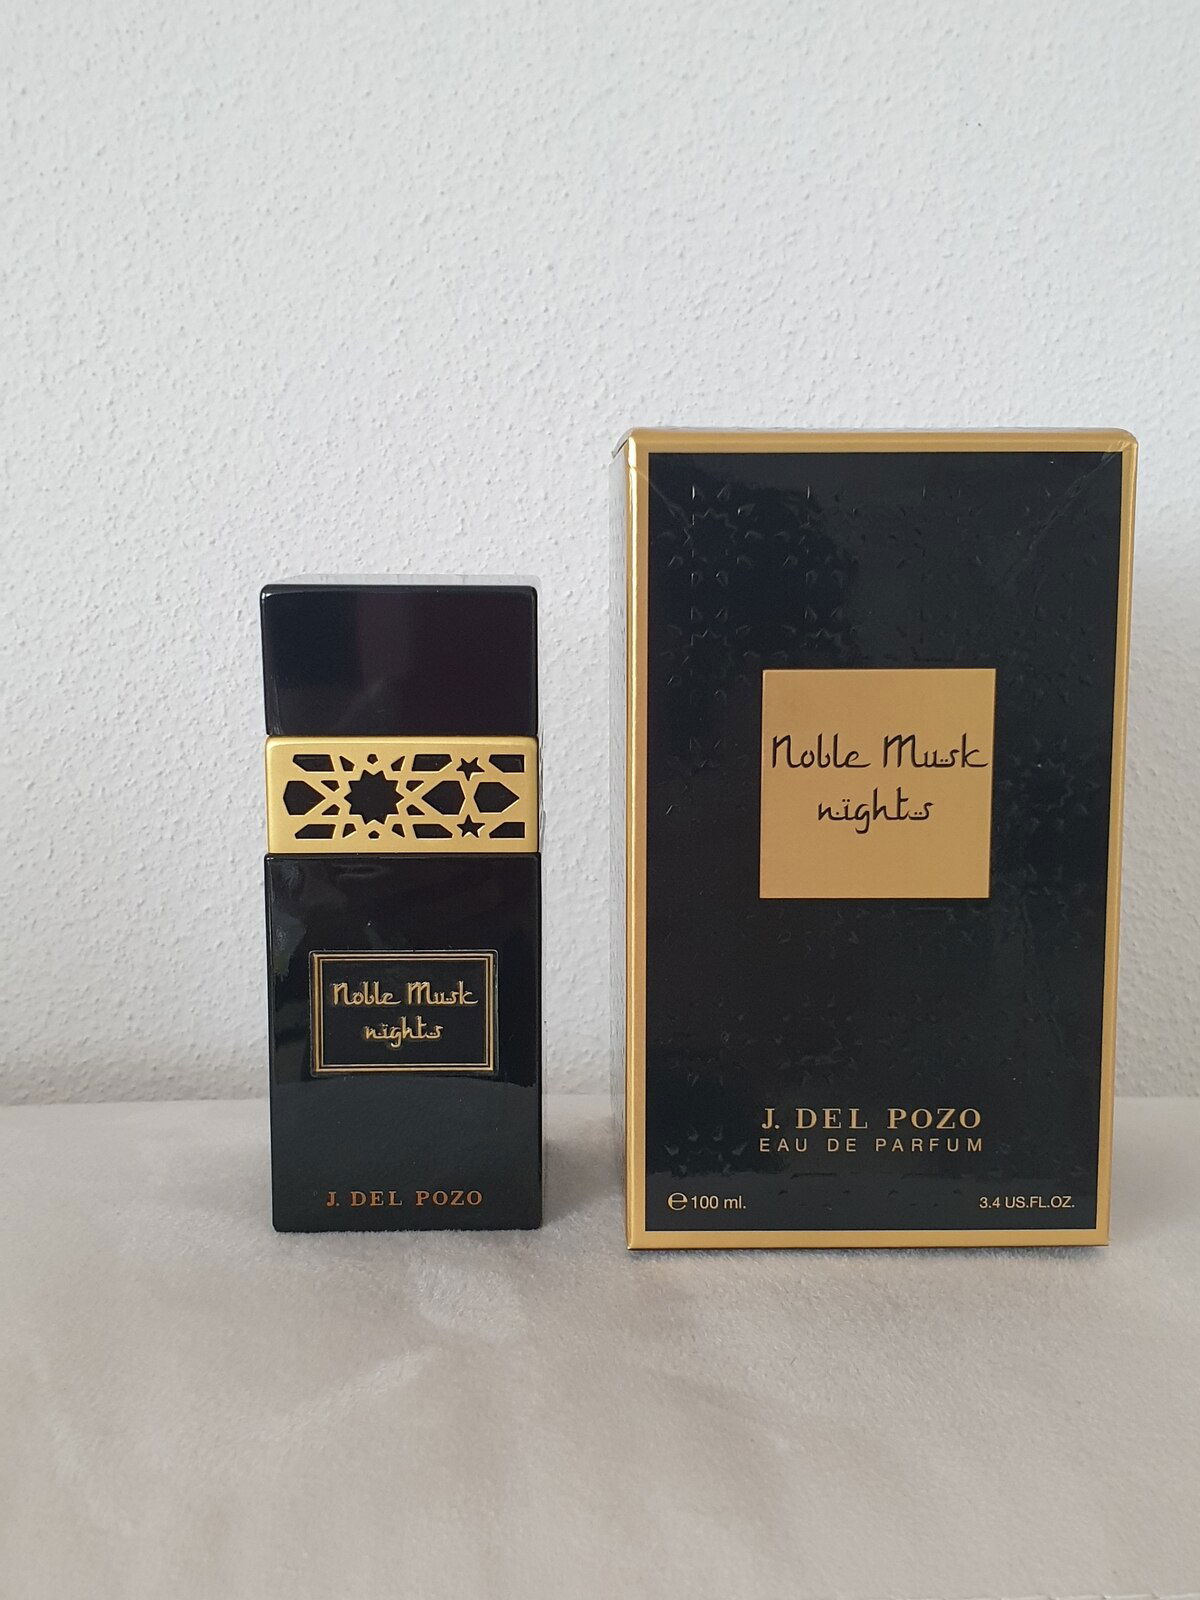 Noble Musk
nights
J. DEL POZO
Noble Musk
nights
J. DEL POZO
EAU DE PARFUM
℮ 100 ml.
3.4 US.FL.OZ.